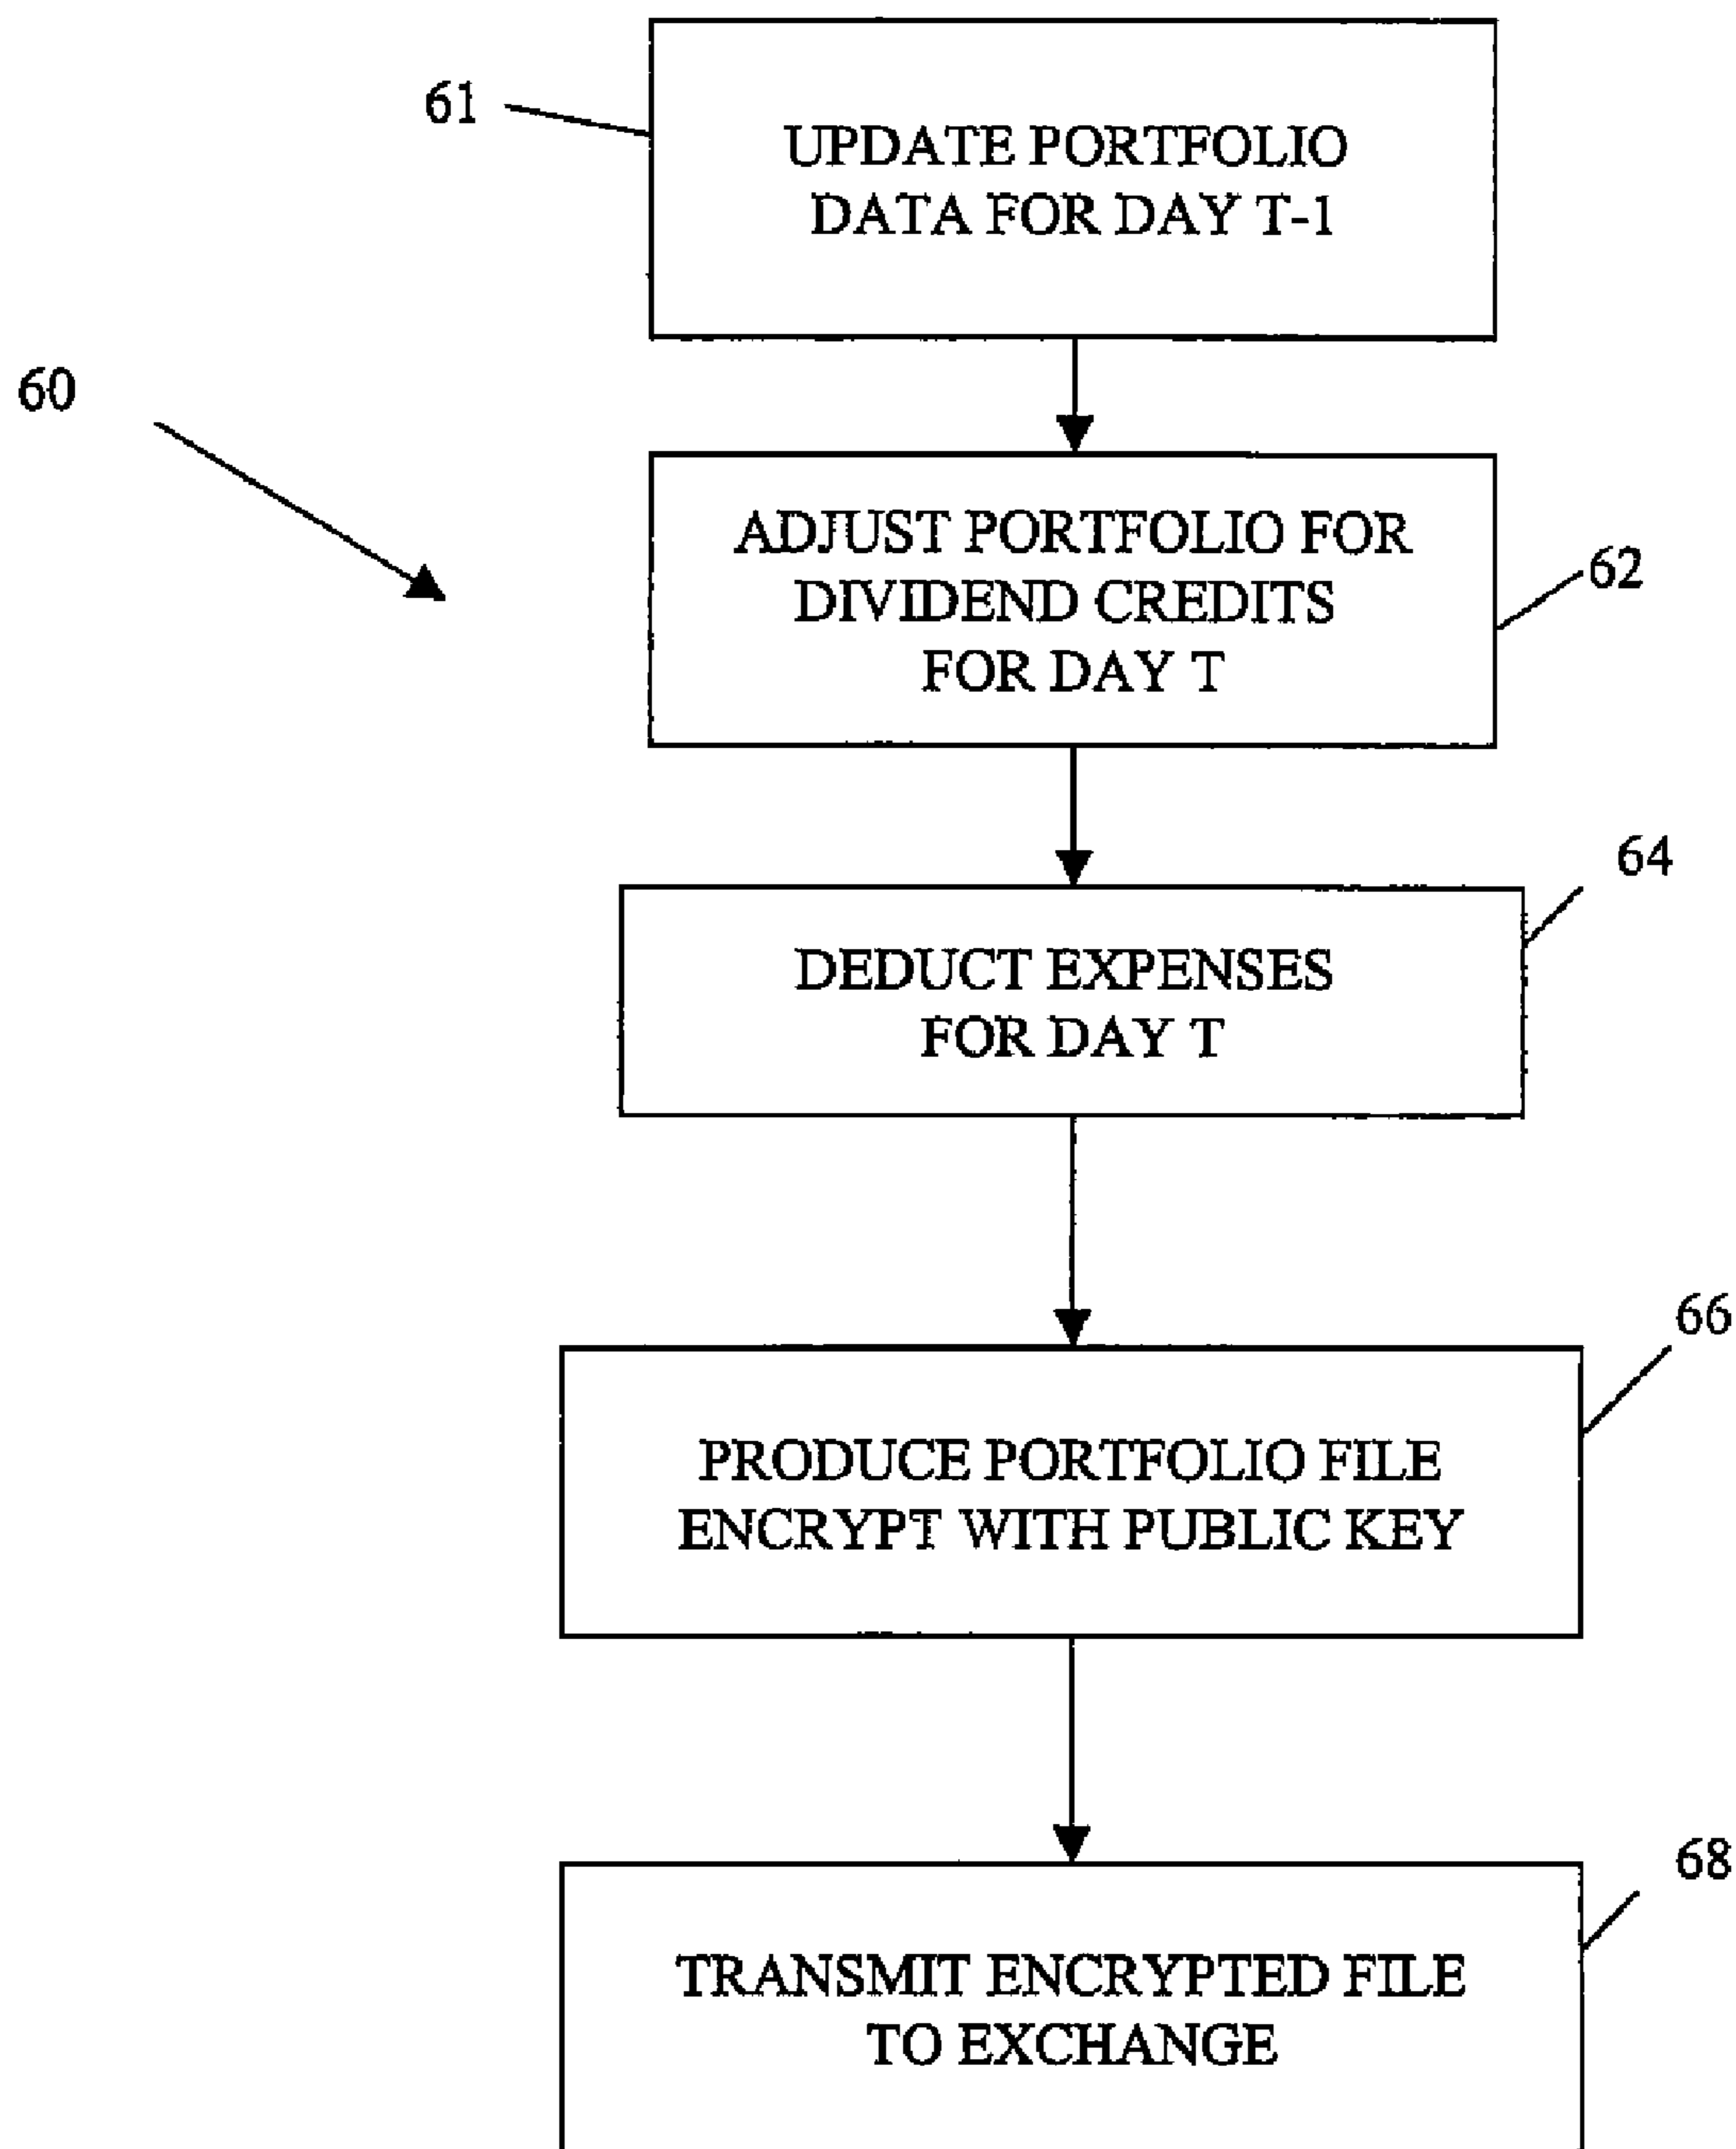 61
UPDATE PORTFOLIO
DATA FOR DAY T-1
60
ADJUST PORTFOLIO FOR
DIVIDEND CREDITS
FOR DAY T
62
64
DEDUCT EXPENSES
FOR DAY T
66
PRODUCE PORTFOLIO FILE
ENCRYPT WITH PUBLIC KEY
68
TRANSMIT ENCRYPTED FILE
TO EXCHANGE